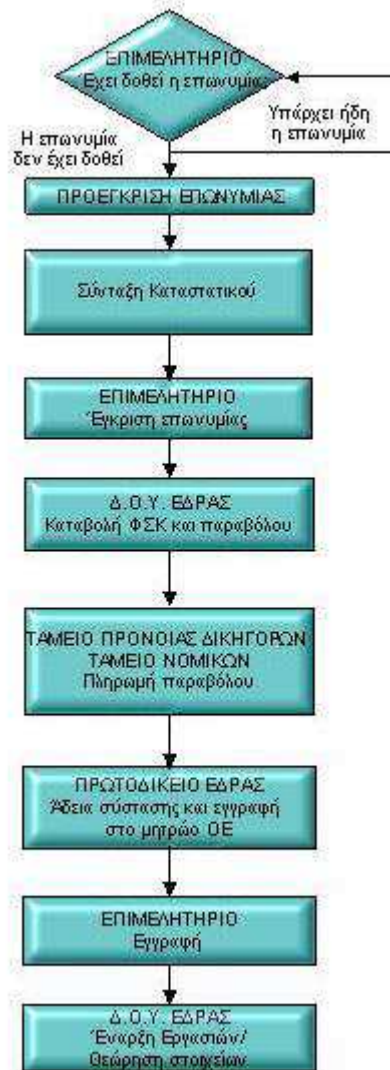 ΕΠΙΜΕΛΗΤΗΡΙΟ
Έχει δοθεί η επωνυμία;
Υπάρχει ήδη
η επωνυμία
Η επωνυμία
δεν έχει δοθεί
ΠΡΟΕΓΚΡΙΣΗ ΕΠΩΝΥΜΙΑΣ
Σύνταξη Καταστατικού
ΕΠΙΜΕΛΗΤΗΡΙΟ
Έγκριση επωνυμίας
Δ.Ο.Υ. ΕΔΡΑΣ
Καταβολή ΦΣΚ και παραβόλου
ΤΑΜΕΙΟ ΠΡΟΝΟΙΑΣ ΔΙΚΗΓΟΡΩΝ
ΤΑΜΕΙΟ ΝΟΜΙΚΩΝ
Πληρωμή παραβόλου
ΠΡΩΤΟΔΙΚΕΙΟ ΕΔΡΑΣ
Άδεια σύστασης και εγγραφή
στο μητρώο ΟΕ
ΕΠΙΜΕΛΗΤΗΡΙΟ
Εγγραφή
Δ.Ο.Υ. ΕΔΡΑΣ
Έναρξη Εργασιών/
Θεώρηση στοιχείων